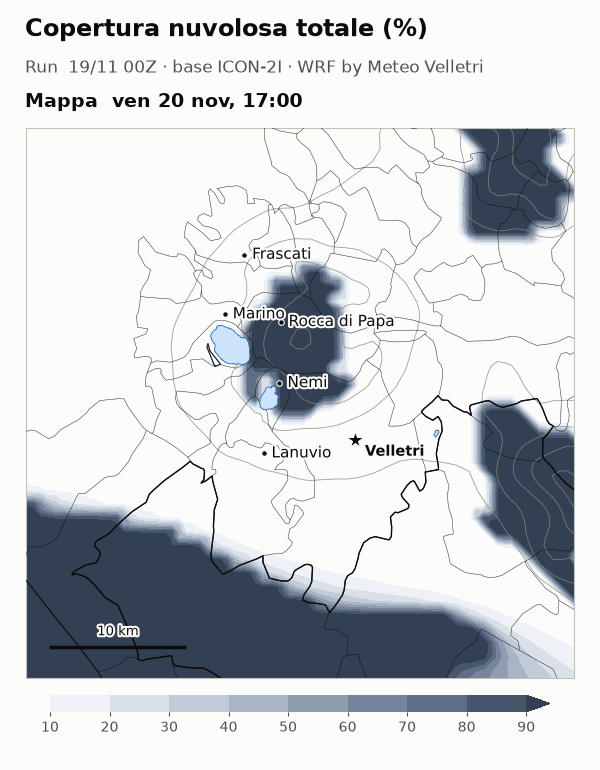 Copertura nuvolosa totale (%)
Run  19/11 00Z · base ICON-2I · WRF by Meteo Velletri
Mappa  ven 20 nov, 17:00
Frascati
Marino
Rocca di Papa
Nemi
Velletri
Lanuvio
10 km
10 20 30 40 50 60 70 80 90